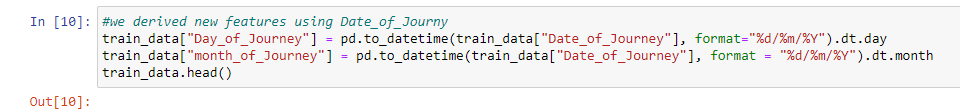 In [10]: #we derived new features using Date_of_Journy
train_data["Day_of_Journey"] = pd.to_datetime(train_data["Date_of_Journey"], format="%d/%m/%Y").dt.day
train_data["month_of_Journey"] = pd.to_datetime(train_data["Date_of_Journey"], format = "%d/%m/%Y").dt.month
train_data.head()
Out[10]: